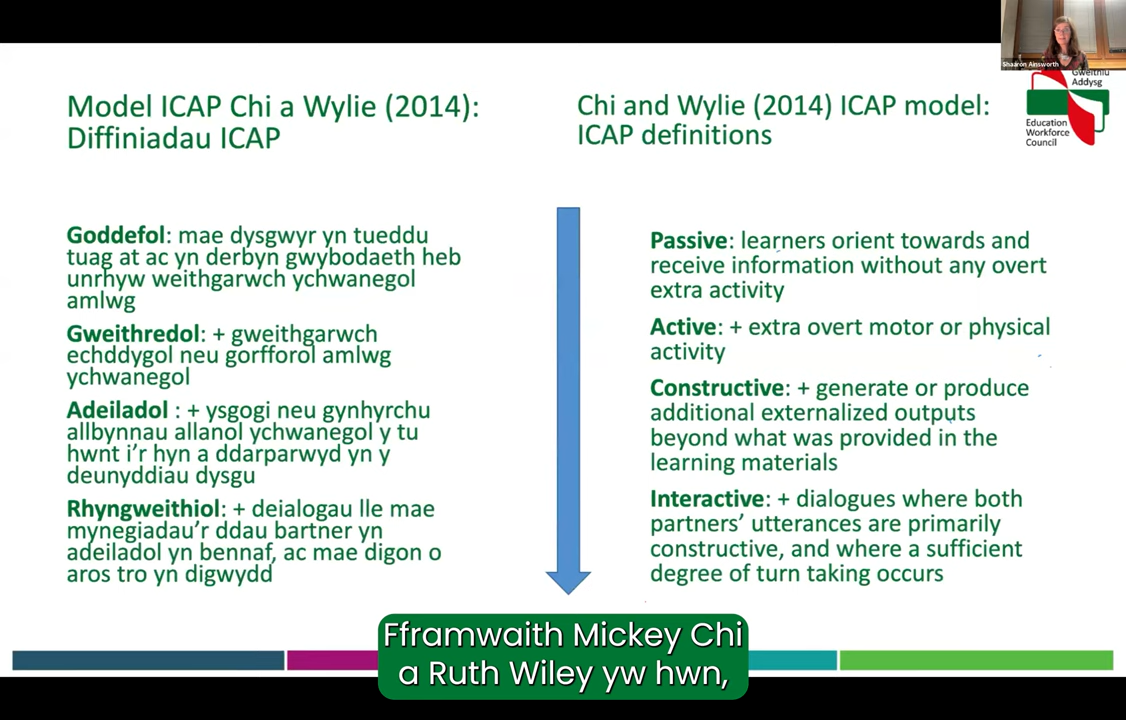 Shaaron Ainsworth
Gweithlu
Addysg
Education
Workforce
Council
Model ICAP Chi a Wylie (2014):
Diffiniadau ICAP
Goddefol: mae dysgwyr yn tueddu
tuag at ac yn derbyn gwybodaeth heb
unrhyw weithgarwch ychwanegol
amlwg
Gweithredol: + gweithgarwch
echddygol neu gorfforol amlwg
ychwanegol
Adeiladol : + ysgogi neu gynhyrchu
allbynnau allanol ychwanegol y tu
hwnt i’r hyn a ddarparwyd yn y
deunyddiau dysgu
Rhyngweithiol: + deialogau lle mae
mynegiadau’r ddau bartner yn
adeiladol yn bennaf, ac mae digon o
aros tro yn digwydd
Chi and Wylie (2014) ICAP model:
ICAP definitions
Passive: learners orient towards and
receive information without any overt
extra activity
Active: + extra overt motor or physical
activity
Constructive: + generate or produce
additional externalized outputs
beyond what was provided in the
learning materials
Interactive: + dialogues where both
partners’ utterances are primarily
constructive, and where a sufficient
degree of turn taking occurs
Fframwaith Mickey Chi
a Ruth Wiley yw hwn,